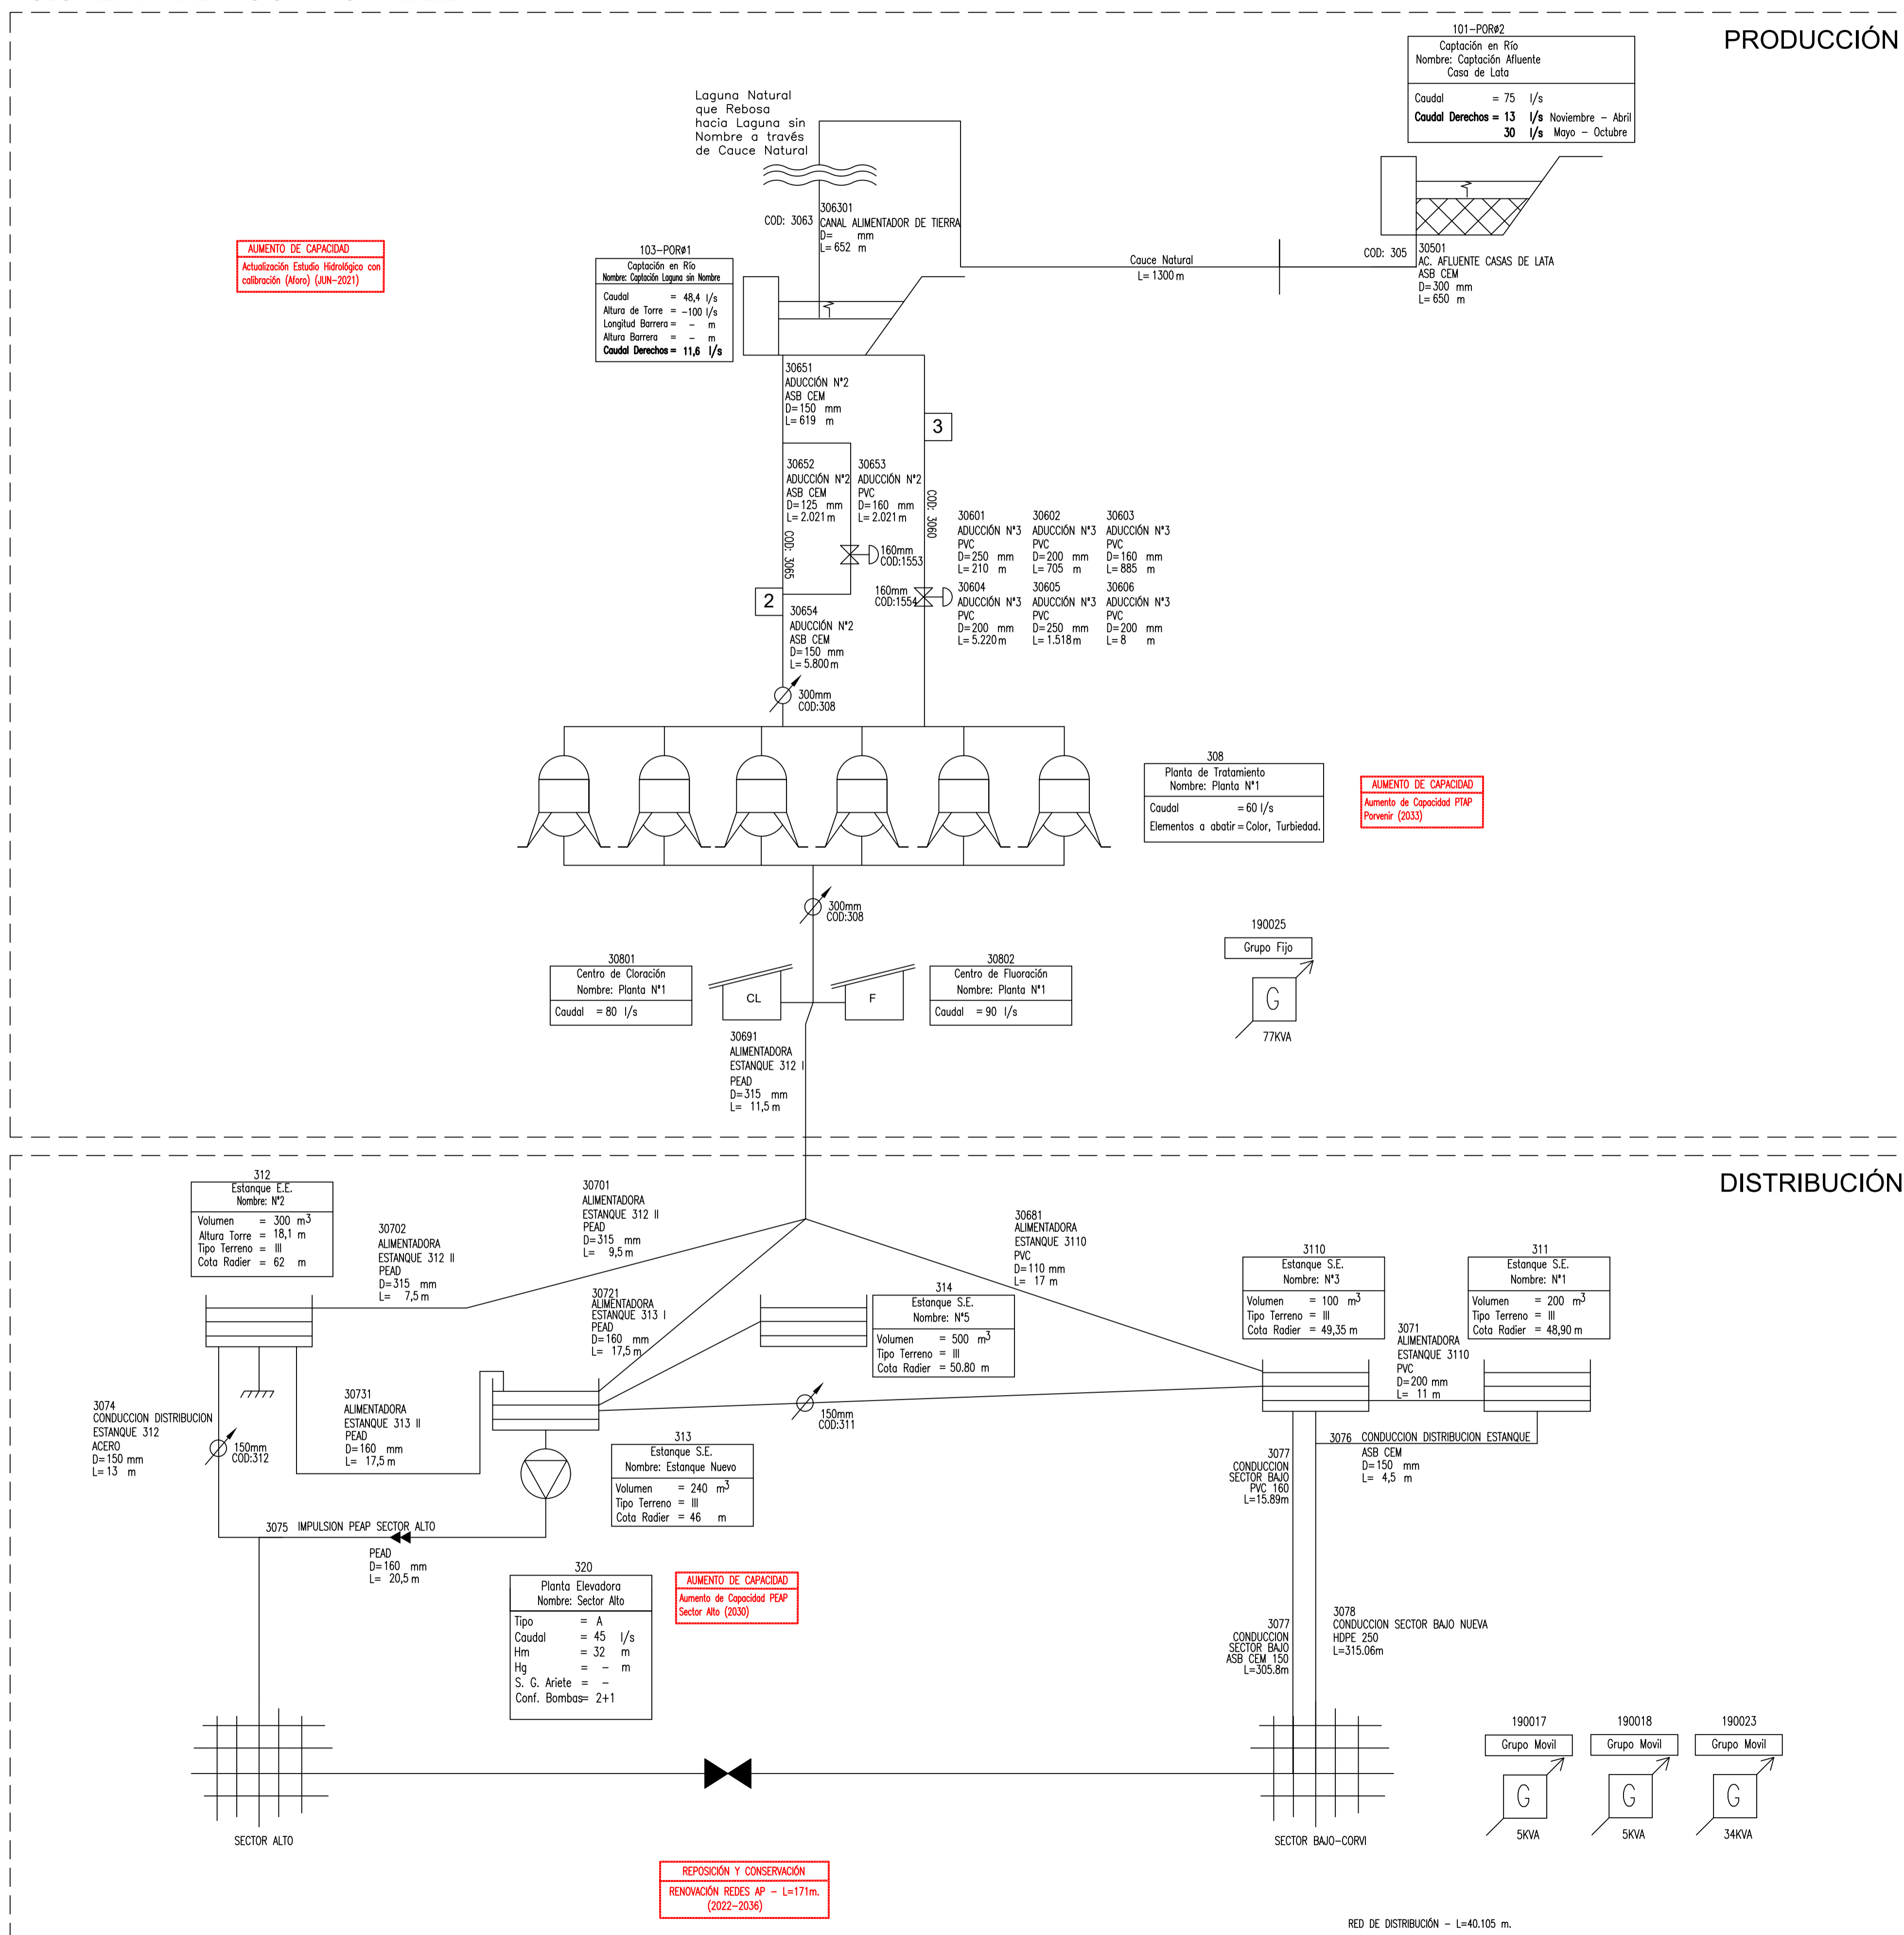 PRODUCCIÓN
101-PORø2
Captación en Río
Nombre: Captación Afluente
Casa de Lata
Caudal = 75 l/s
Caudal Derechos = 13 l/s Noviembre - Abril
30 l/s Mayo - Octubre
Laguna Natural
que Rebosa
hacia Laguna sin
Nombre a través
de Cauce Natural
COD: 3063
306301
CANAL ALIMENTADOR DE TIERRA
D= mm
L= 652 m
Cauce Natural
L= 1300 m
COD: 305
30501
AC. AFLUENTE CASAS DE LATA
ASB CEM
D=300 mm
L= 650 m
AUMENTO DE CAPACIDAD
Actualización Estudio Hidrológico con
calibración (Aforo) (JUN-2021)
103-PORø1
Captación en Río
Nombre: Captación Laguna sin Nombre
Caudal = 48,4 l/s
Altura de Torre = -100 l/s
Longitud Barrera = - m
Altura Barrera = - m
Caudal Derechos = 11,6 l/s
30651
ADUCCIÓN N°2
ASB CEM
D=150 mm
L= 619 m
3
30652
ADUCCIÓN N°2
ASB CEM
D=125 mm
L= 2.021 m
30653
ADUCCIÓN N°2
PVC
D=160 mm
L= 2.021 m
COD: 3060
COD: 3065
160mm
COD:1553
160mm
COD:1554
30601
ADUCCIÓN N°3
PVC
D=250 mm
L= 210 m
30602
ADUCCIÓN N°3
PVC
D=200 mm
L= 705 m
30603
ADUCCIÓN N°3
PVC
D=160 mm
L= 885 m
30604
ADUCCIÓN N°3
PVC
D=200 mm
L= 5.220 m
30605
ADUCCIÓN N°3
PVC
D=250 mm
L= 1.518 m
30606
ADUCCIÓN N°3
PVC
D=200 mm
L= 8 m
2
30654
ADUCCIÓN N°2
ASB CEM
D=150 mm
L= 5.800 m
300mm
COD:308
308
Planta de Tratamiento
Nombre: Planta N°1
Caudal = 60 l/s
Elementos a abatir = Color, Turbiedad.
AUMENTO DE CAPACIDAD
Aumento de Capacidad PTAP
Porvenir (2033)
300mm
COD:308
30801
Centro de Cloración
Nombre: Planta N°1
Caudal = 80 l/s
CL
F
30802
Centro de Fluoración
Nombre: Planta N°1
Caudal = 90 l/s
190025
Grupo Fijo
G
77KVA
30691
ALIMENTADORA
ESTANQUE 312 I
PEAD
D=315 mm
L= 11,5 m
DISTRIBUCIÓN
312
Estanque E.E.
Nombre: N°2
Volumen = 300 m3
Altura Torre = 18,1 m
Tipo Terreno = III
Cota Radier = 62 m
30702
ALIMENTADORA
ESTANQUE 312 II
PEAD
D=315 mm
L= 7,5 m
30701
ALIMENTADORA
ESTANQUE 312 II
PEAD
D=315 mm
L= 9,5 m
30721
ALIMENTADORA
ESTANQUE 313 I
PEAD
D=160 mm
L= 17,5 m
30681
ALIMENTADORA
ESTANQUE 3110
PVC
D=110 mm
L= 17 m
314
Estanque S.E.
Nombre: N°5
Volumen = 500 m3
Tipo Terreno = III
Cota Radier = 50.80 m
3110
Estanque S.E.
Nombre: N°3
Volumen = 100 m3
Tipo Terreno = III
Cota Radier = 49,35 m
311
Estanque S.E.
Nombre: N°1
Volumen = 200 m3
Tipo Terreno = III
Cota Radier = 48,90 m
3071
ALIMENTADORA
ESTANQUE 3110
PVC
D=200 mm
L= 11 m
3074
CONDUCCION DISTRIBUCION
ESTANQUE 312
ACERO
D=150 mm
L= 13 m
150mm
COD:312
30731
ALIMENTADORA
ESTANQUE 313 II
PEAD
D=160 mm
L= 17,5 m
150mm
COD:311
313
Estanque S.E.
Nombre: Estanque Nuevo
Volumen = 240 m3
Tipo Terreno = III
Cota Radier = 46 m
3076 CONDUCCION DISTRIBUCION ESTANQUE
ASB CEM
D=150 mm
L= 4,5 m
3077
CONDUCCION
SECTOR BAJO
PVC 160
L=15.89m
3075 IMPULSION PEAP SECTOR ALTO
PEAD
D=160 mm
L= 20,5 m
320
Planta Elevadora
Nombre: Sector Alto
Tipo = A
Caudal = 45 l/s
Hm = 32 m
Hg = - m
S. G. Ariete = -
Conf. Bombas= 2+1
AUMENTO DE CAPACIDAD
Aumento de Capacidad PEAP
Sector Alto (2030)
3077
CONDUCCION
SECTOR BAJO
ASB CEM 150
L=305.8m
3078
CONDUCCION SECTOR BAJO NUEVA
HDPE 250
L=315.06m
190017
Grupo Movil
G
5KVA
190018
Grupo Movil
G
5KVA
190023
Grupo Movil
G
34KVA
SECTOR ALTO
SECTOR BAJO-CORVI
REPOSICIÓN Y CONSERVACIÓN
RENOVACIÓN REDES AP - L=171m.
(2022-2036)
RED DE DISTRIBUCIÓN - L=40.105 m.